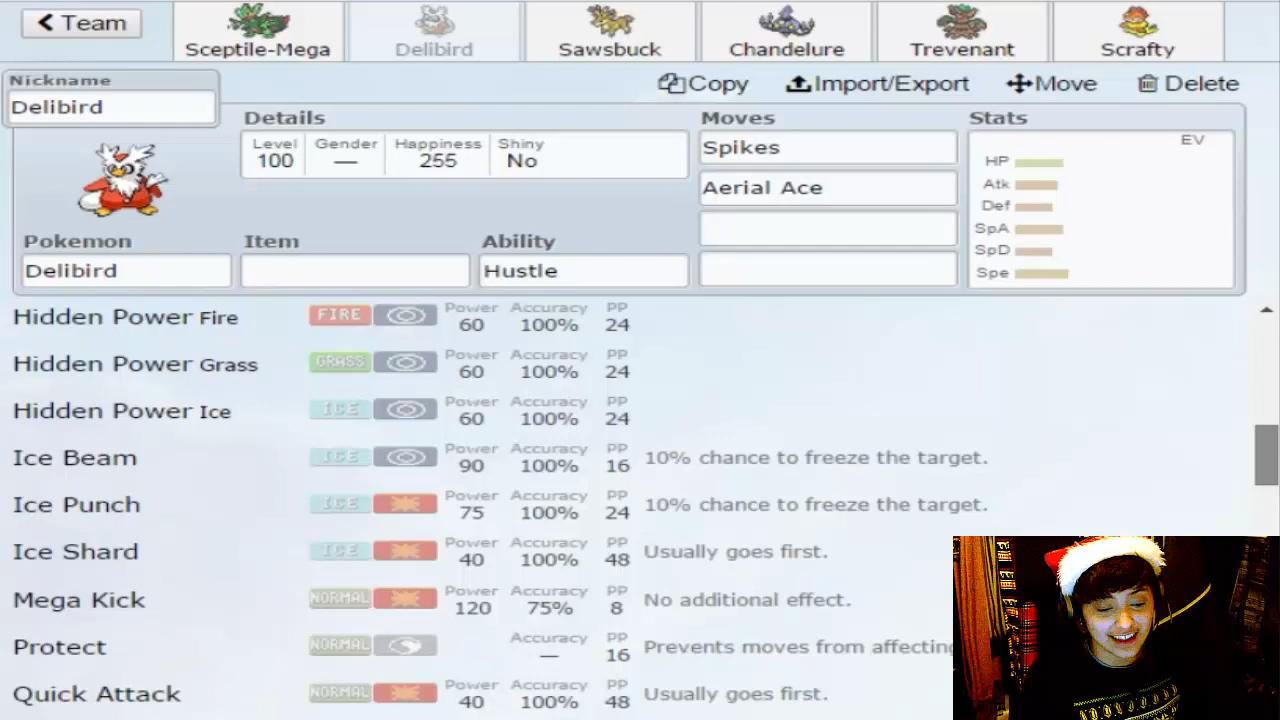 Team
Sceptile-Mega
Delibird
Sawsbuck
Chandelure
Trevenant
Scrafty
Nickname
Copy
Import/Export
Move
Delete
Delibird
Details
Moves
Stats
Level
Gender
Happiness
Shiny
100
—
255
No
Spikes
EV
HP
Aerial Ace
Atk
Def
SpA
SpD
Spe
Pokemon
Item
Ability
Delibird
Hustle
Hidden Power Fire FIRE Power 60 Accuracy 100% PP 24
Hidden Power Grass GRASS Power 60 Accuracy 100% PP 24
Hidden Power Ice ICE Power 60 Accuracy 100% PP 24
Ice Beam ICE Power 90 Accuracy 100% PP 16 10% chance to freeze the target.
Ice Punch ICE Power 75 Accuracy 100% PP 24 10% chance to freeze the target.
Ice Shard ICE Power 40 Accuracy 100% PP 48 Usually goes first.
Mega Kick NORMAL Power 120 Accuracy 75% PP 8 No additional effect.
Protect NORMAL Accuracy — PP 16 Prevents moves from affecting
Quick Attack NORMAL Power 40 Accuracy 100% PP 48 Usually goes first.